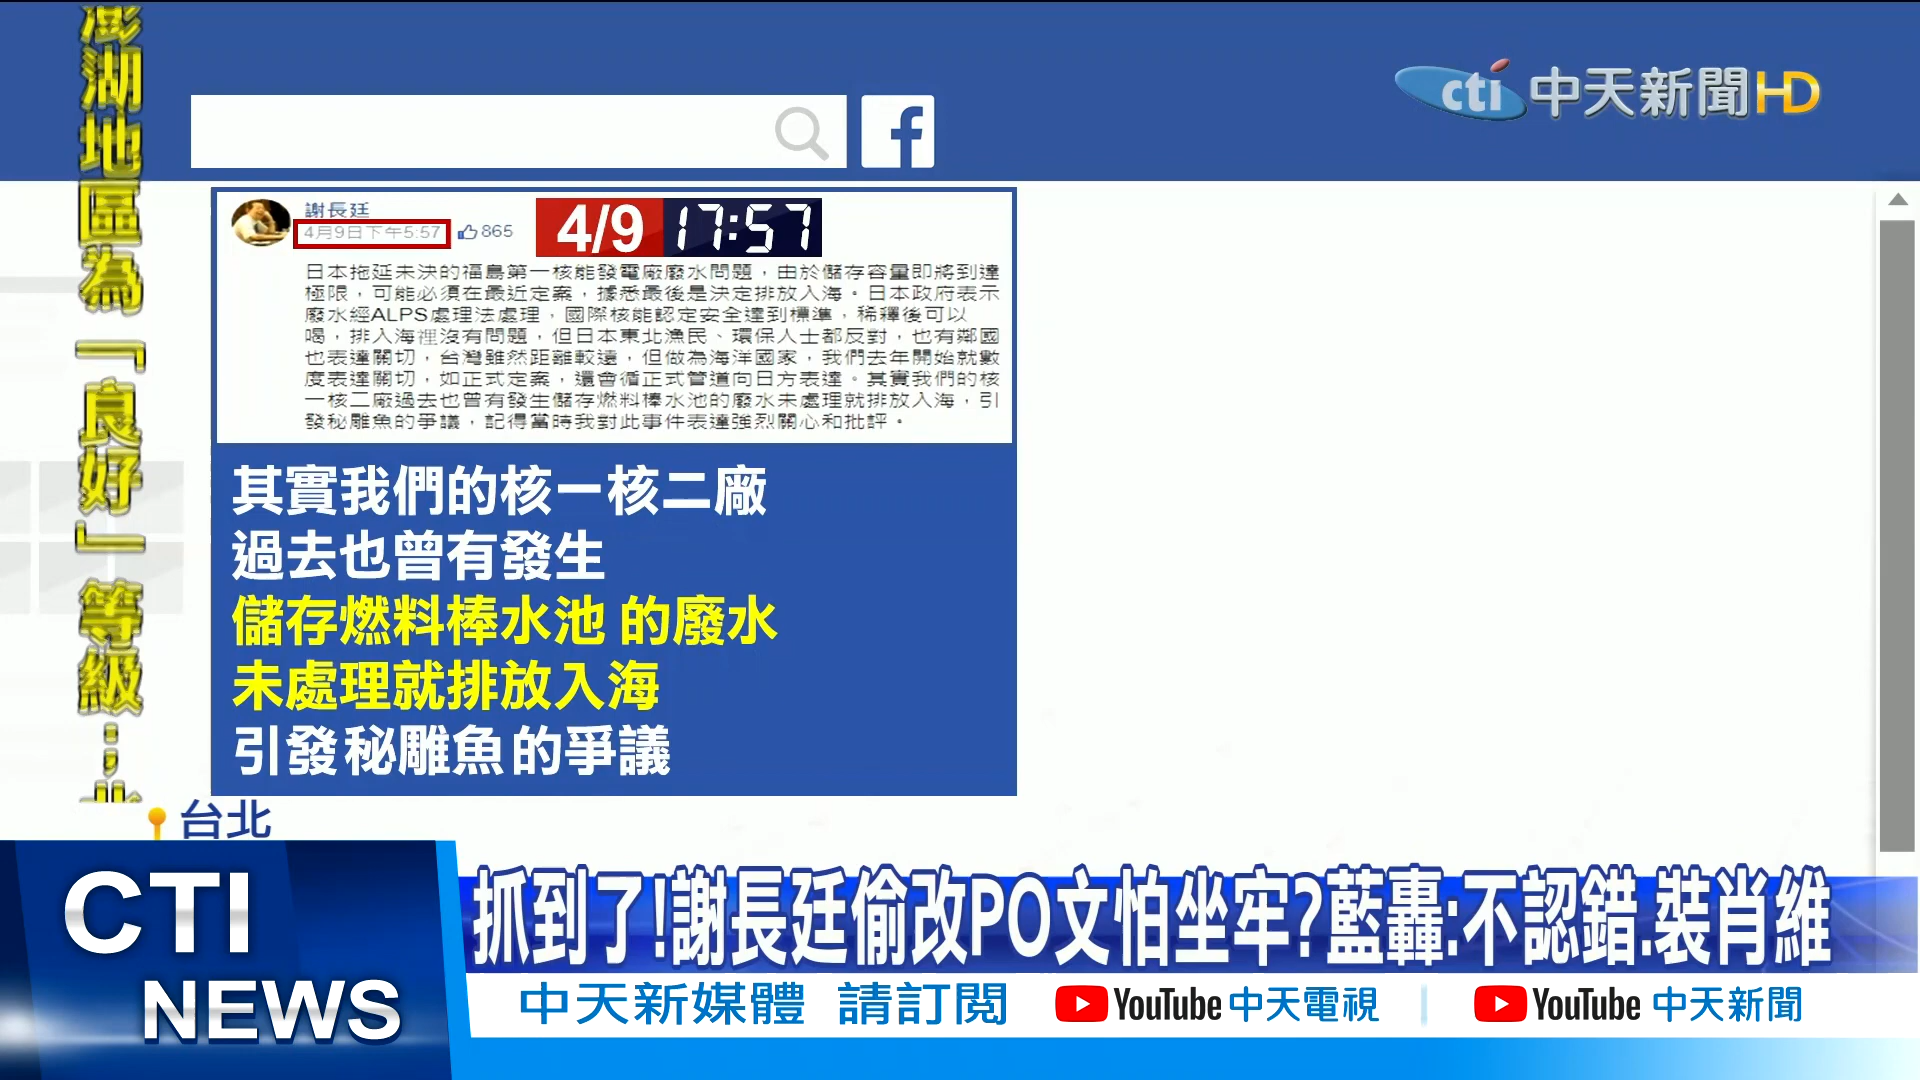 澎湖地區為「良好」等級…北
cti 中天新聞HD
f
謝長廷
4月9日下午5:57 865
4/9 17:57
日本拖延未決的福島第一核能發電廠廢水問題，由於儲存容量即將到達
極限，可能必須在最近定案，據悉最後是決定排放入海。日本政府表示
廢水經ALPS處理法處理，國際核能認定安全達到標準，稀釋後可以
喝，排入海裡沒有問題，但日本東北漁民、環保人士都反對，也有鄰國
也表達關切，台灣雖然距離較遠，但做為海洋國家，我們去年開始就數
度表達關切，如正式定案，還會循正式管道向日方表達。其實我們的核
一核二廠過去也曾有發生儲存燃料棒水池的廢水未處理就排放入海，引
發秘雕魚的爭議，記得當時我對此事件表達強烈關心和批評。
其實我們的核一核二廠
過去也曾有發生
儲存燃料棒水池 的廢水
未處理就排放入海
引發秘雕魚的爭議
台北
CTI
NEWS
抓到了!謝長廷偷改PO文怕坐牢?藍轟:不認錯.裝肖維
中天新媒體 請訂閱 YouTube 中天電視 | YouTube 中天新聞